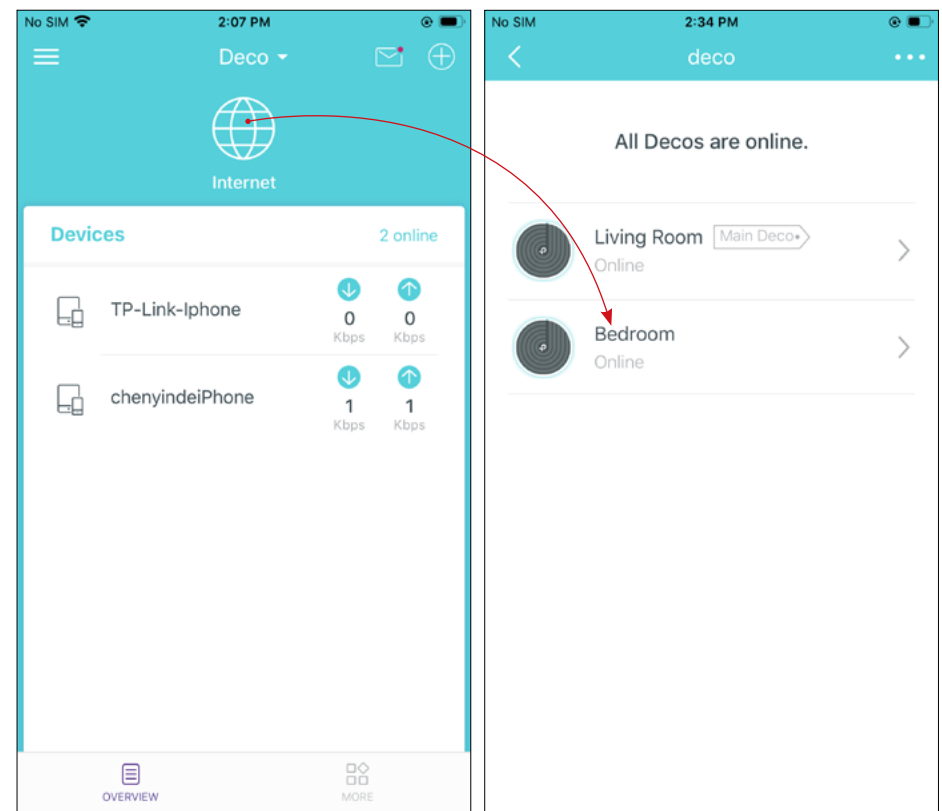 No SIM 2:07 PM
Deco
Internet
Devices 2 online
TP-Link-Iphone
0 0
Kbps Kbps
chenyindeiPhone
1 1
Kbps Kbps
OVERVIEW MORE
No SIM 2:34 PM
deco
All Decos are online.
Living Room Main Deco
Online
Bedroom
Online